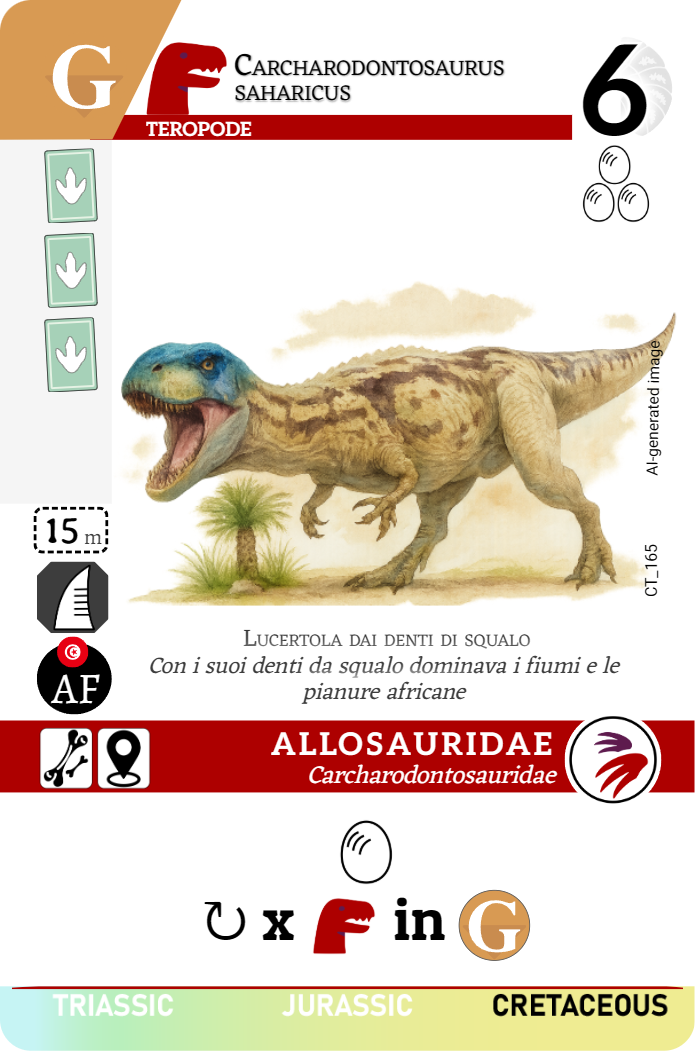 G
Carcharodontosaurus
saharicus
6
TEROPODE
AI-generated image
15 m
CT_165
AF
Lucertola dai denti di squalo
Con i suoi denti da squalo dominava i fiumi e le
pianure africane
ALLOSAURIDAE
Carcharodontosauridae
x in G
TRIASSIC JURASSIC CRETACEOUS